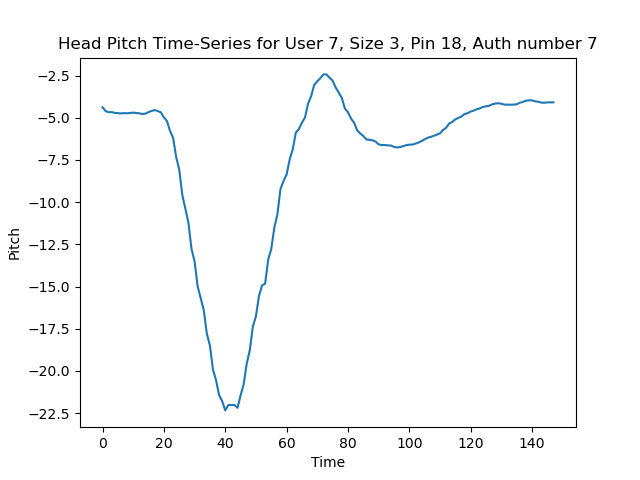 Head Pitch Time-Series for User 7, Size 3, Pin 18, Auth number 7
−2.5
−5.0
−7.5
−10.0
−12.5
−15.0
−17.5
−20.0
−22.5
Pitch
0 20 40 60 80 100 120 140
Time